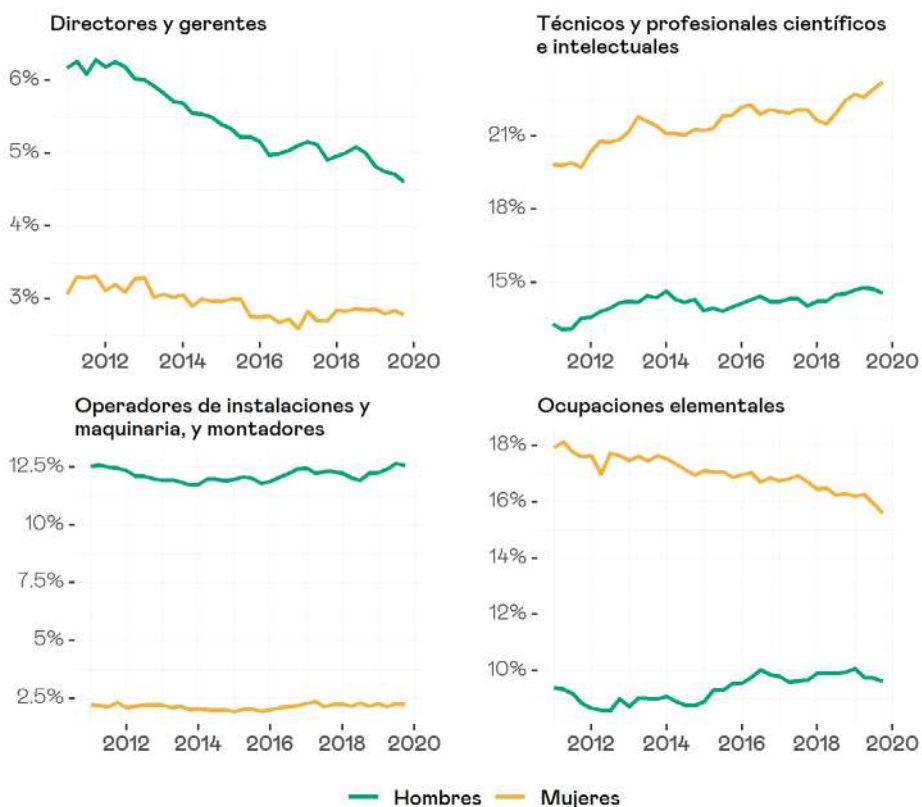 Directores y gerentes
6%
5%
4%
3%
2012 2014 2016 2018 2020
Técnicos y profesionales científicos
e intelectuales
21%
18%
15%
2012 2014 2016 2018 2020
Operadores de instalaciones y
maquinaria, y montadores
12.5%
10%
7.5%
5%
2.5%
2012 2014 2016 2018 2020
Ocupaciones elementales
18%
16%
14%
12%
10%
2012 2014 2016 2018 2020
Hombres Mujeres